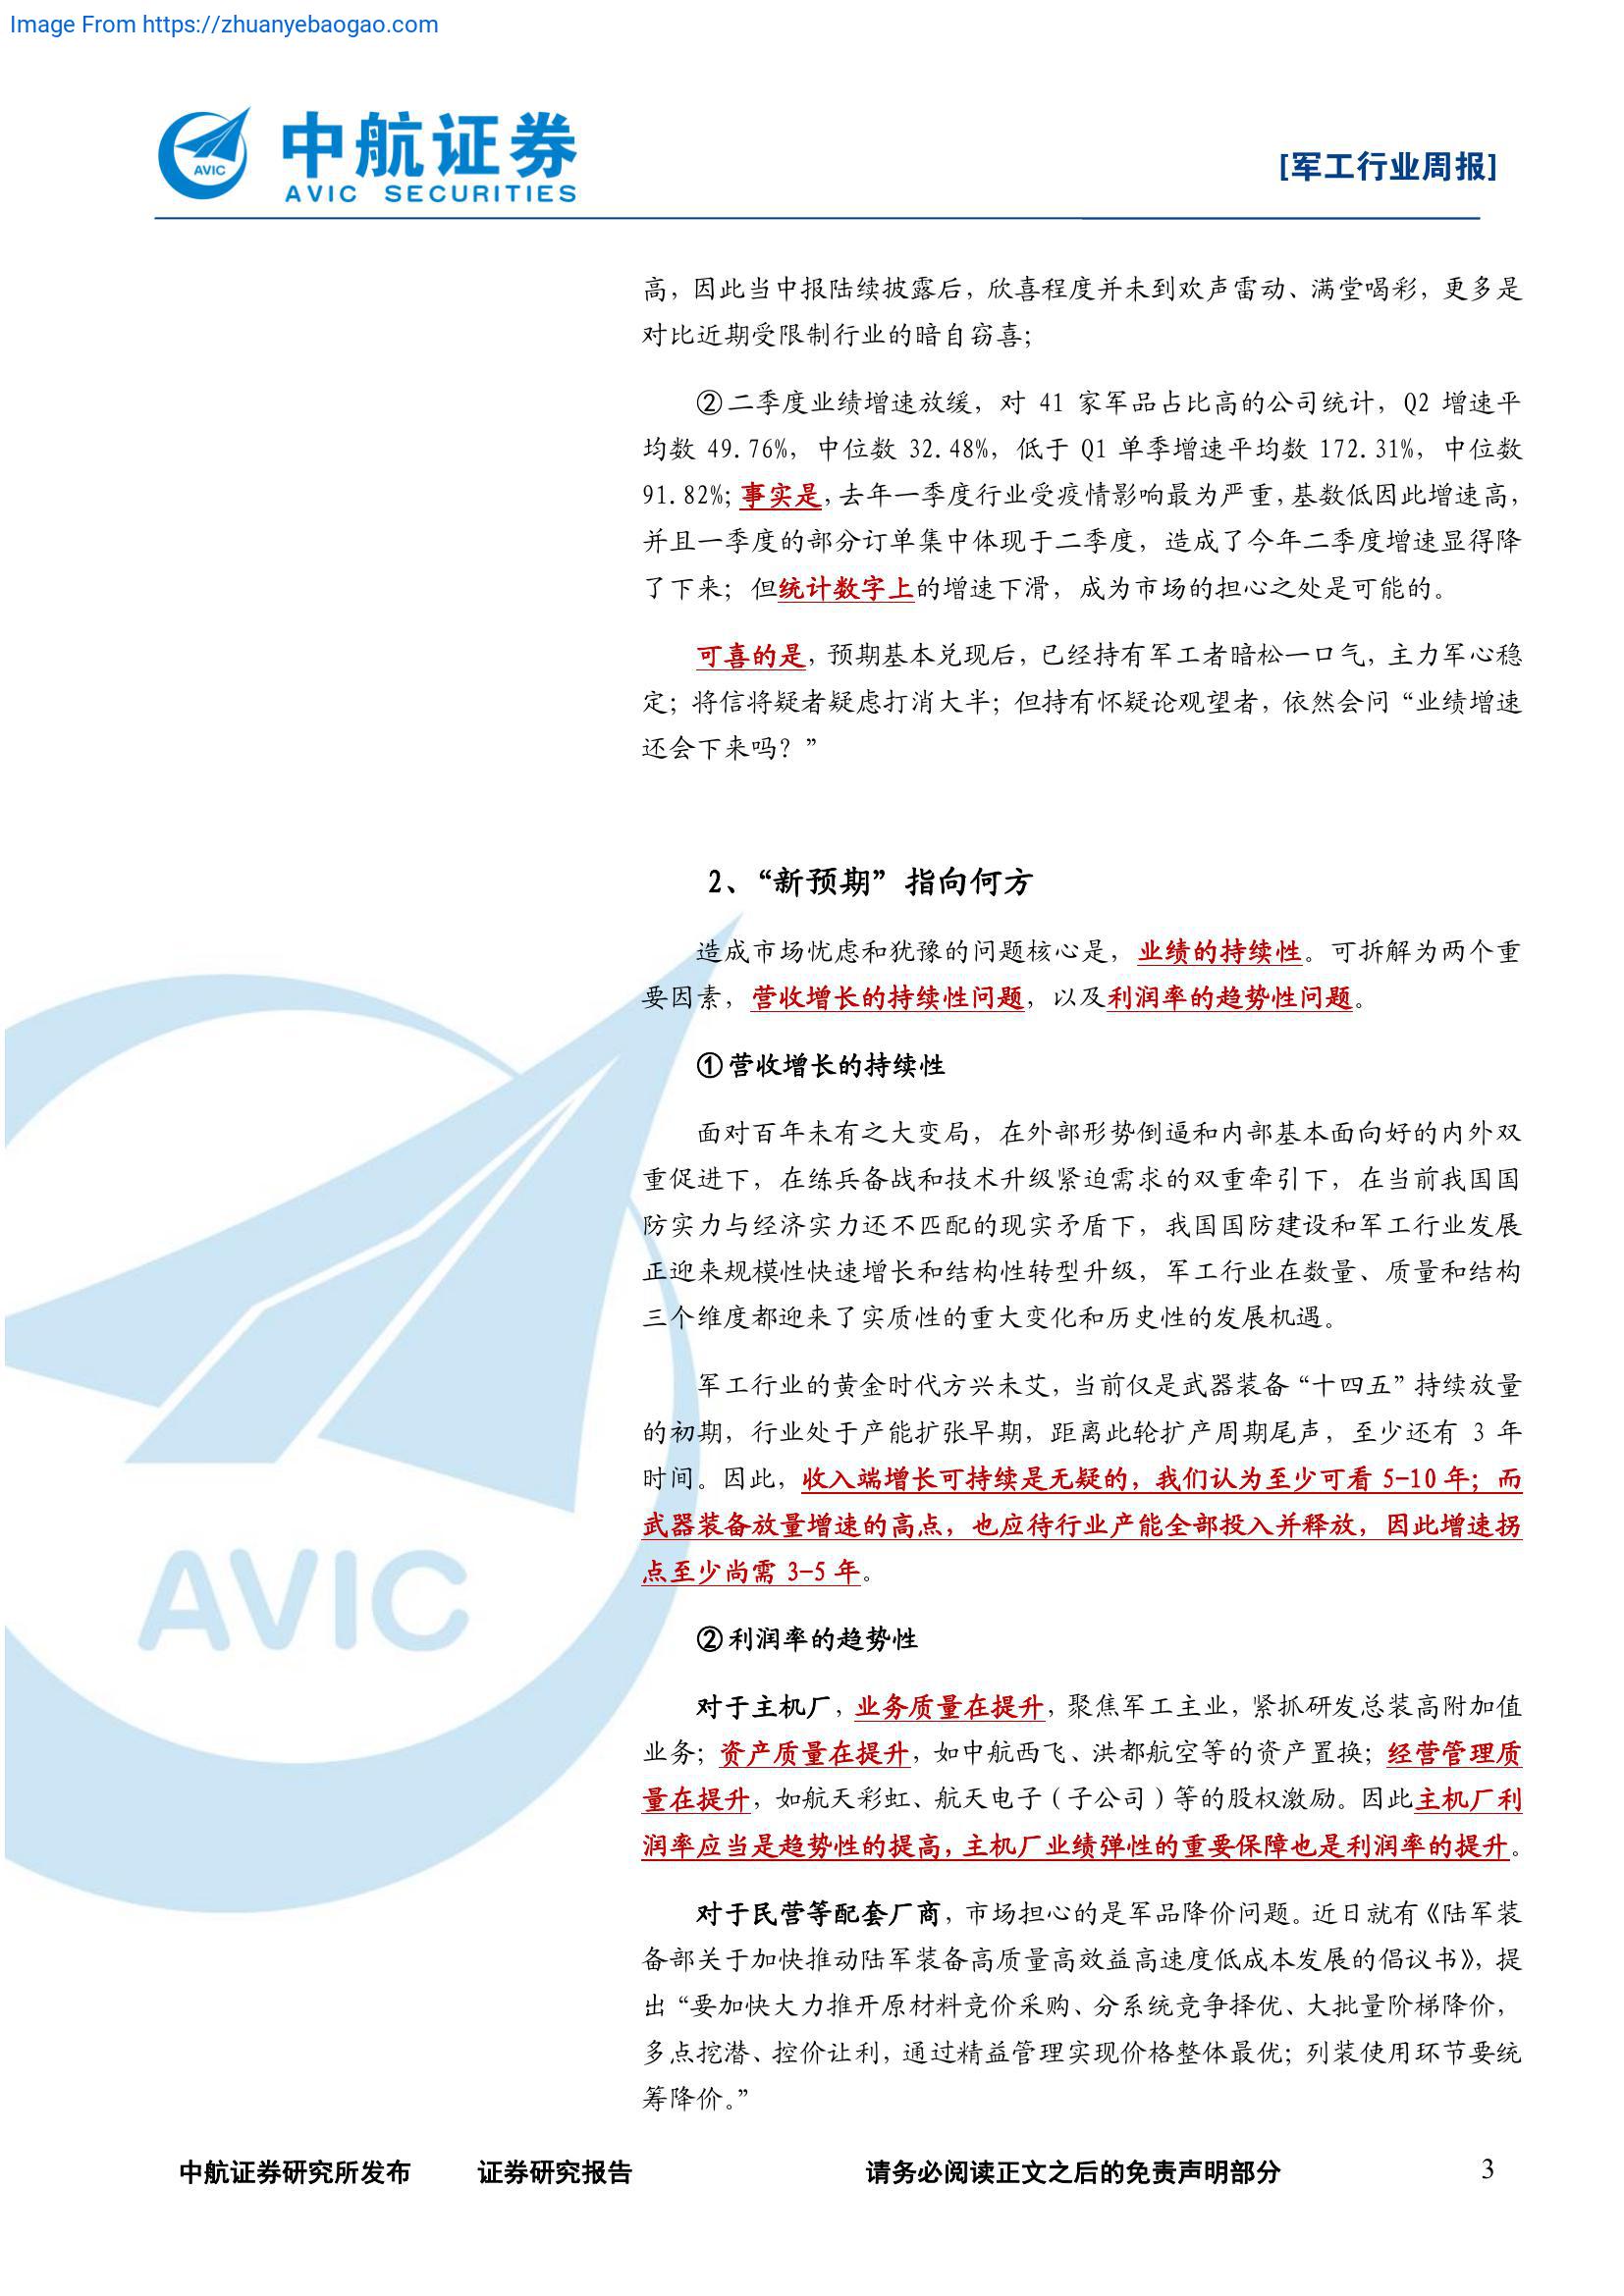 Image From https://zhuanyebaogao.com
AVIC
中航证券
AVIC SECURITIES
[军工行业周报]
高，因此当中报陆续披露后，欣喜程度并未到欢声雷动、满堂喝彩，更多是
对比近期受限制行业的暗自窃喜；
②二季度业绩增速放缓，对 41 家军品占比高的公司统计，Q2 增速平
均数 49.76%，中位数 32.48%，低于 Q1 单季增速平均数 172.31%，中位数
91.82%；事实是，去年一季度行业受疫情影响最为严重，基数低因此增速高，
并且一季度的部分订单集中体现于二季度，造成了今年二季度增速显得降
了下来；但统计数字上的增速下滑，成为市场的担心之处是可能的。
可喜的是，预期基本兑现后，已经持有军工者暗松一口气，主力军心稳
定；将信将疑者疑虑打消大半；但持有怀疑论观望者，依然会问“业绩增速
还会下来吗？”
2、“新预期”指向何方
造成市场忧虑和犹豫的问题核心是，业绩的持续性。可拆解为两个重
要因素，营收增长的持续性问题，以及利润率的趋势性问题。
①营收增长的持续性
面对百年未有之大变局，在外部形势倒逼和内部基本面向好的内外双
重促进下，在练兵备战和技术升级紧迫需求的双重牵引下，在当前我国国
防实力与经济实力还不匹配的现实矛盾下，我国国防建设和军工行业发展
正迎来规模性快速增长和结构性转型升级，军工行业在数量、质量和结构
三个维度都迎来了实质性的重大变化和历史性的发展机遇。
军工行业的黄金时代方兴未艾，当前仅是武器装备“十四五”持续放量
的初期，行业处于产能扩张早期，距离此轮扩产周期尾声，至少还有 3 年
时间。因此，收入端增长可持续是无疑的，我们认为至少可看 5-10 年；而
武器装备放量增速的高点，也应待行业产能全部投入并释放，因此增速拐
点至少尚需 3-5 年。
AVIC
②利润率的趋势性
对于主机厂，业务质量在提升，聚焦军工主业，紧抓研发总装高附加值
业务；资产质量在提升，如中航西飞、洪都航空等的资产置换；经营管理质
量在提升，如航天彩虹、航天电子（子公司）等的股权激励。因此主机厂利
润率应当是趋势性的提高，主机厂业绩弹性的重要保障也是利润率的提升。
对于民营等配套厂商，市场担心的是军品降价问题。近日就有《陆军装
备部关于加快推动陆军装备高质量高效益高速度低成本发展的倡议书》，提
出“要加快大力推开原材料竞价采购、分系统竞争择优、大批量阶梯降价，
多点挖潜、控价让利，通过精益管理实现价格整体最优；列装使用环节要统
筹降价。”
中航证券研究所发布 证券研究报告 请务必阅读正文之后的免责声明部分 3